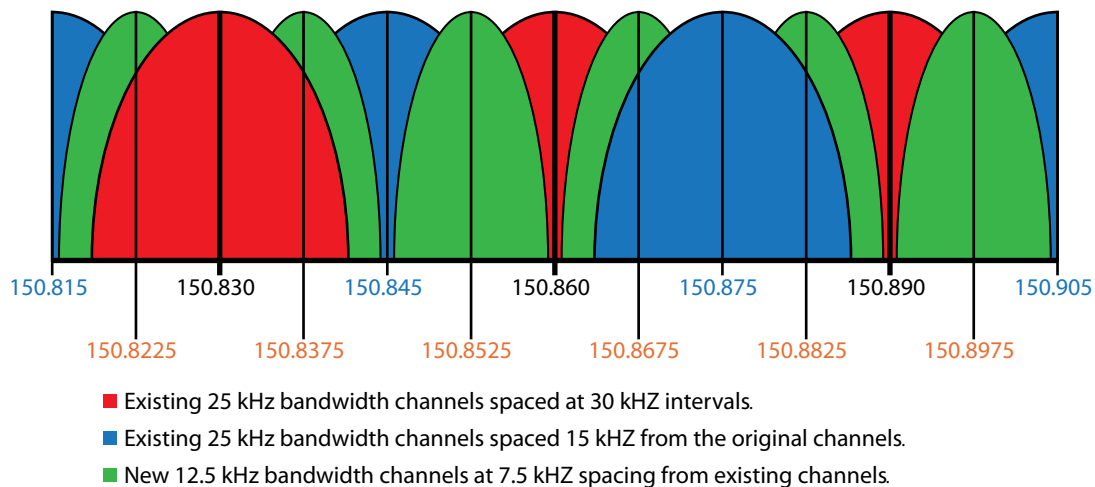 150.815 150.830 150.845 150.860 150.875 150.890 150.905
150.8225 150.8375 150.8525 150.8675 150.8825 150.8975
Existing 25 kHz bandwidth channels spaced at 30 kHZ intervals.
Existing 25 kHz bandwidth channels spaced 15 kHZ from the original channels.
New 12.5 kHz bandwidth channels at 7.5 kHZ spacing from existing channels.